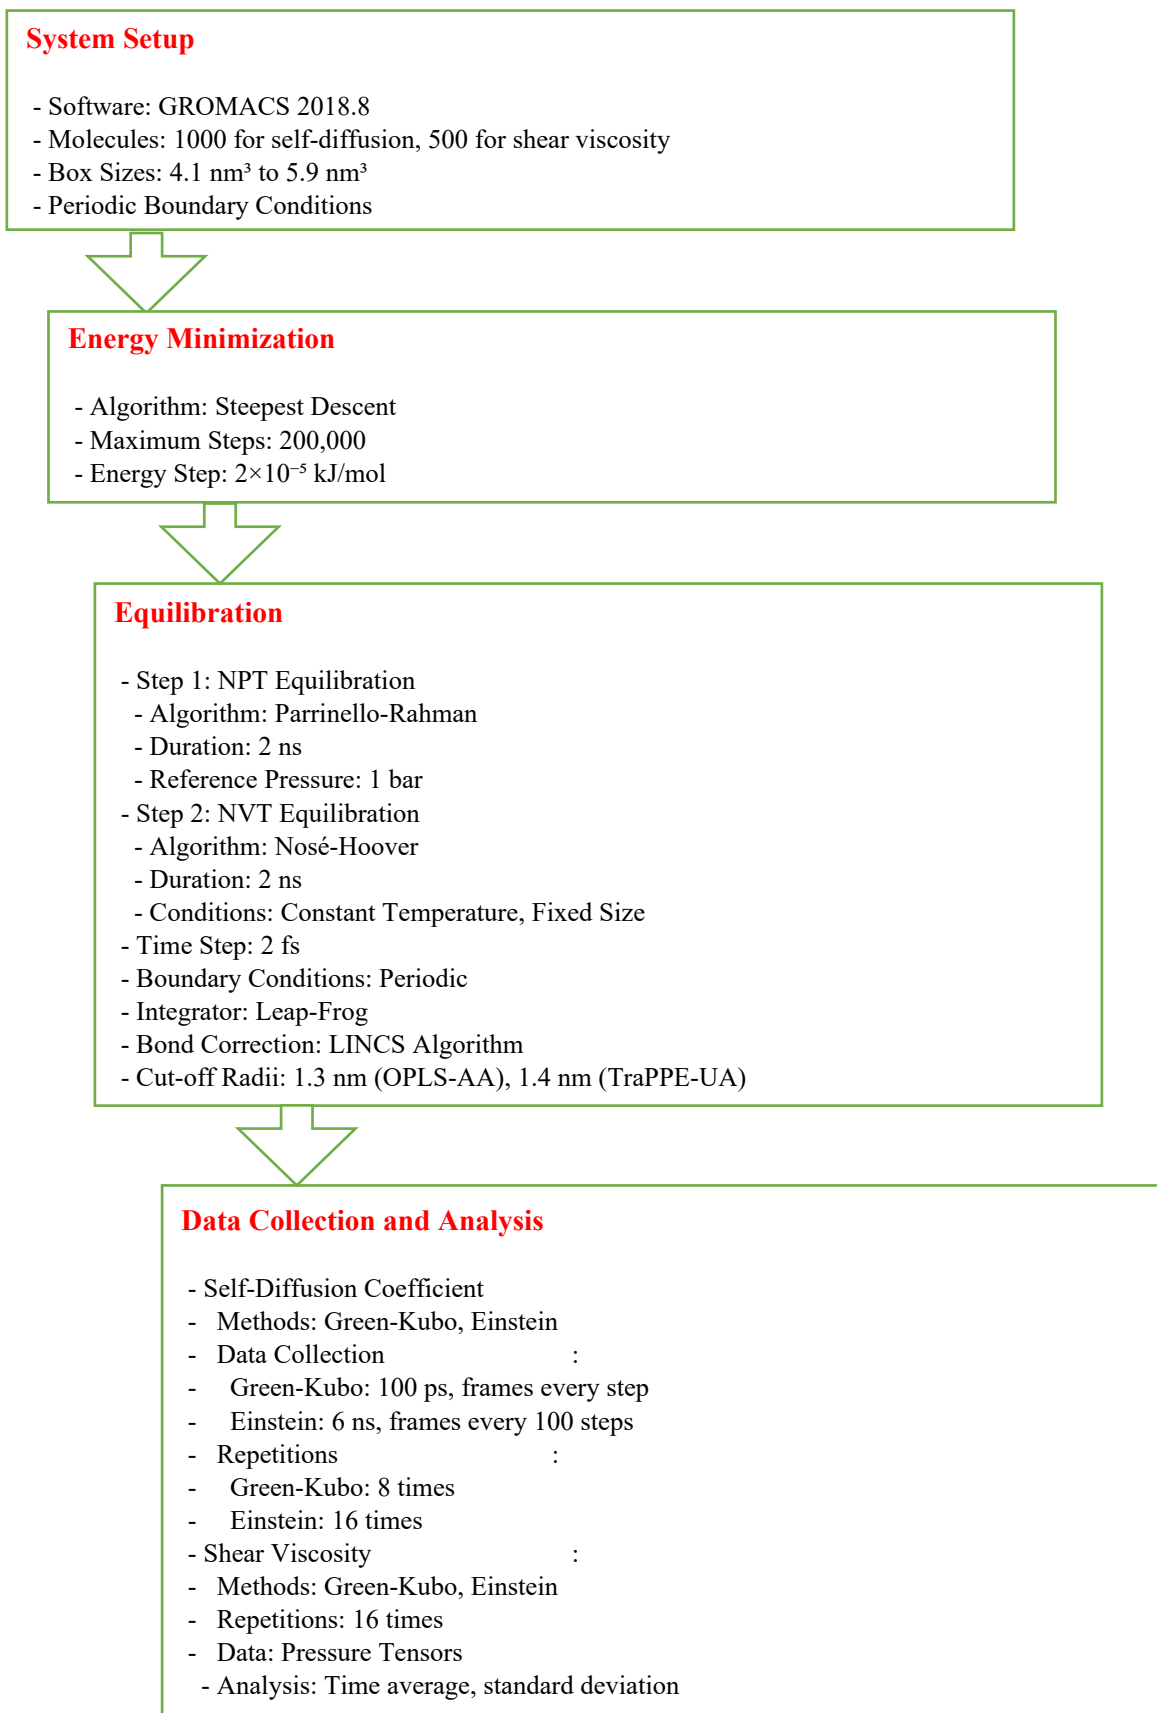 System Setup
- Software: GROMACS 2018.8
- Molecules: 1000 for self-diffusion, 500 for shear viscosity
- Box Sizes: 4.1 nm³ to 5.9 nm³
- Periodic Boundary Conditions
Energy Minimization
- Algorithm: Steepest Descent
- Maximum Steps: 200,000
- Energy Step: 2×10⁻⁵ kJ/mol
Equilibration
- Step 1: NPT Equilibration
- Algorithm: Parrinello-Rahman
- Duration: 2 ns
- Reference Pressure: 1 bar
- Step 2: NVT Equilibration
- Algorithm: Nosé-Hoover
- Duration: 2 ns
- Conditions: Constant Temperature, Fixed Size
- Time Step: 2 fs
- Boundary Conditions: Periodic
- Integrator: Leap-Frog
- Bond Correction: LINCS Algorithm
- Cut-off Radii: 1.3 nm (OPLS-AA), 1.4 nm (TraPPE-UA)
Data Collection and Analysis
- Self-Diffusion Coefficient
- Methods: Green-Kubo, Einstein
- Data Collection :
- Green-Kubo: 100 ps, frames every step
- Einstein: 6 ns, frames every 100 steps
- Repetitions :
- Green-Kubo: 8 times
- Einstein: 16 times
- Shear Viscosity :
- Methods: Green-Kubo, Einstein
- Repetitions: 16 times
- Data: Pressure Tensors
- Analysis: Time average, standard deviation